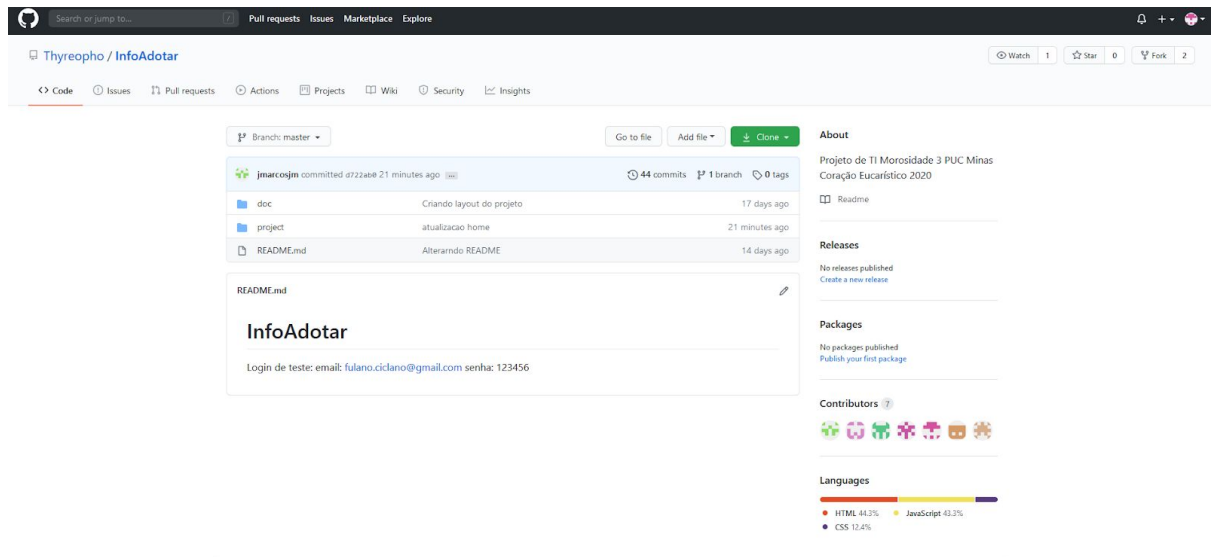 Search or jump to... /
Pull requests Issues Marketplace Explore
Thyreopho / InfoAdotar
Watch 1 Star 0 Fork 2
<> Code Issues Pull requests Actions Projects Wiki Security Insights
Branch: master
Go to file Add file Clone
jmarcosjm committed d722ab0 21 minutes ago ...
44 commits 1 branch 0 tags
doc Criando layout do projeto 17 days ago
project atualizacao home 21 minutes ago
README.md Alterarndo README 14 days ago
README.md
InfoAdotar
Login de teste: email: fulano.ciclano@gmail.com senha: 123456
About
Projeto de TI Morosidade 3 PUC Minas
Coração Eucarístico 2020
Readme
Releases
No releases published
Create a new release
Packages
No packages published
Publish your first package
Contributors 7
Languages
HTML 44.3% JavaScript 43.3%
CSS 12.4%